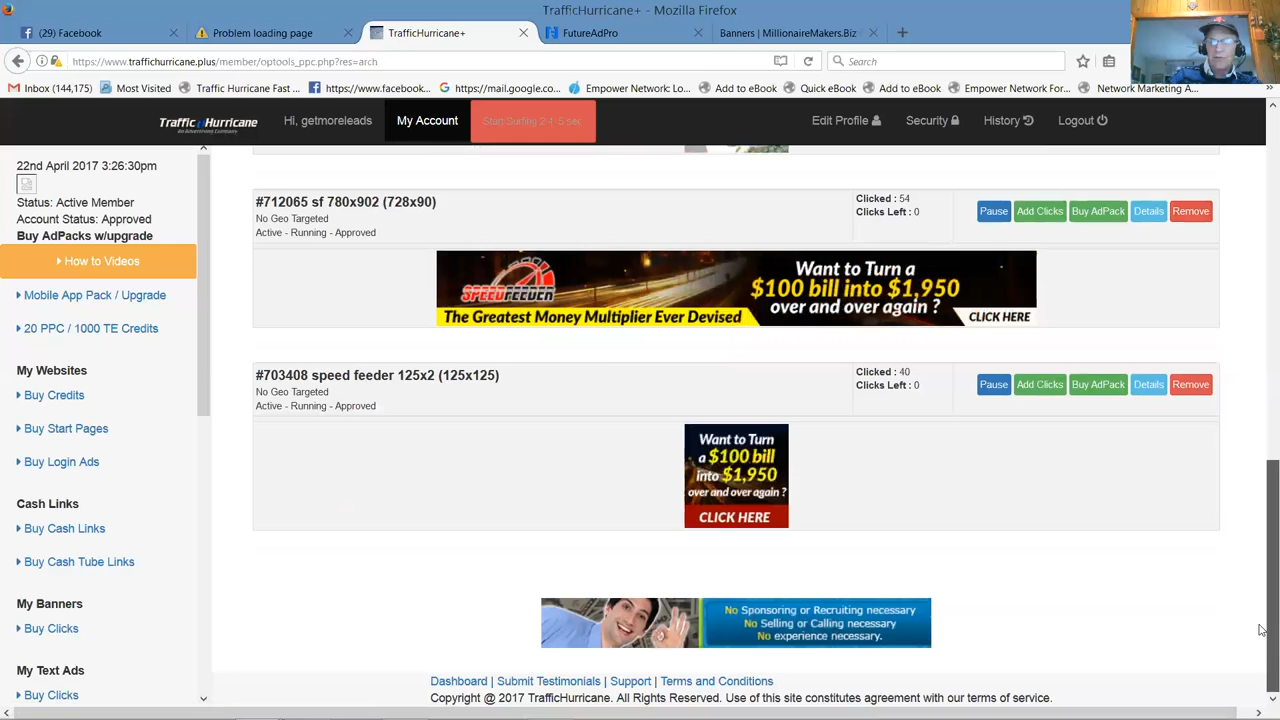 TrafficHurricane+ - Mozilla Firefox
(29) Facebook
Problem loading page
TrafficHurricane+
FutureAdPro
Banners | MillionaireMakers.Biz
https://www.traffichurricane.plus/member/optools_ppc.php?res=arch
Search
Inbox (144,175)
Most Visited
Traffic Hurricane Fast ...
https://www.facebook...
https://mail.google.co...
Empower Network: Lo...
Add to eBook
Quick eBook
Add to eBook
Empower Network For...
Network Marketing A...
Traffic Hurricane
An Advertising Community
Hi, getmoreleads
My Account
Start Surfing 2-4-6 sec
Edit Profile
Security
History
Logout
22nd April 2017 3:26:30pm
Status: Active Member
Account Status: Approved
Buy AdPacks w/upgrade
How to Videos
Mobile App Pack / Upgrade
20 PPC / 1000 TE Credits
My Websites
Buy Credits
Buy Start Pages
Buy Login Ads
Cash Links
Buy Cash Links
Buy Cash Tube Links
My Banners
Buy Clicks
My Text Ads
Buy Clicks
#712065 sf 780x902 (728x90)
No Geo Targeted
Active - Running - Approved
Clicked : 54
Clicks Left : 0
Pause
Add Clicks
Buy AdPack
Details
Remove
SPEEDFEEDER
The Greatest Money Multiplier Ever Devised
Want to Turn a
$100 bill into $1,950
over and over again ?
CLICK HERE
#703408 speed feeder 125x2 (125x125)
No Geo Targeted
Active - Running - Approved
Clicked : 40
Clicks Left : 0
Pause
Add Clicks
Buy AdPack
Details
Remove
Want to Turn
a $100 bill
into $1,950
over and over again ?
CLICK HERE
No Sponsoring or Recruiting necessary
No Selling or Calling necessary
No experience necessary.
Dashboard | Submit Testimonials | Support | Terms and Conditions
Copyright @ 2017 TrafficHurricane. All Rights Reserved. Use of this site constitutes agreement with our terms of service.